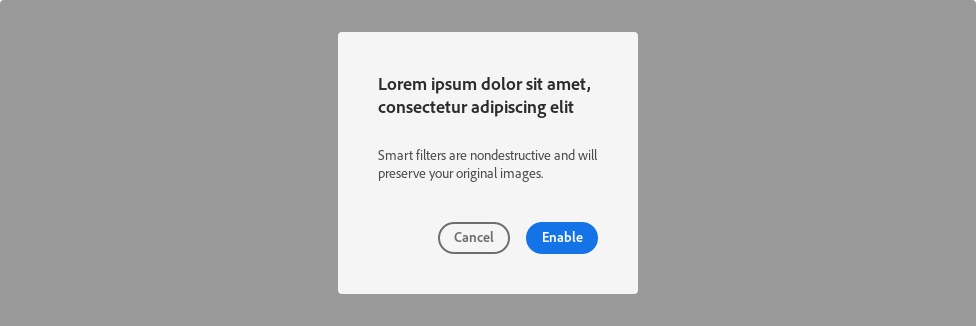 Lorem ipsum dolor sit amet,
consectetur adipiscing elit
Smart filters are nondestructive and will
preserve your original images.
Cancel
Enable